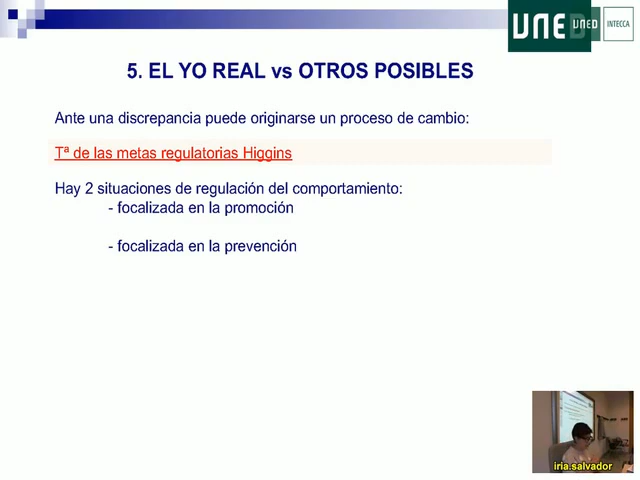 UNED
UNED
INTECCA
5. EL YO REAL vs OTROS POSIBLES
Ante una discrepancia puede originarse un proceso de cambio:
Tª de las metas regulatorias Higgins
Hay 2 situaciones de regulación del comportamiento:
- focalizada en la promoción
- focalizada en la prevención
iria.salvador